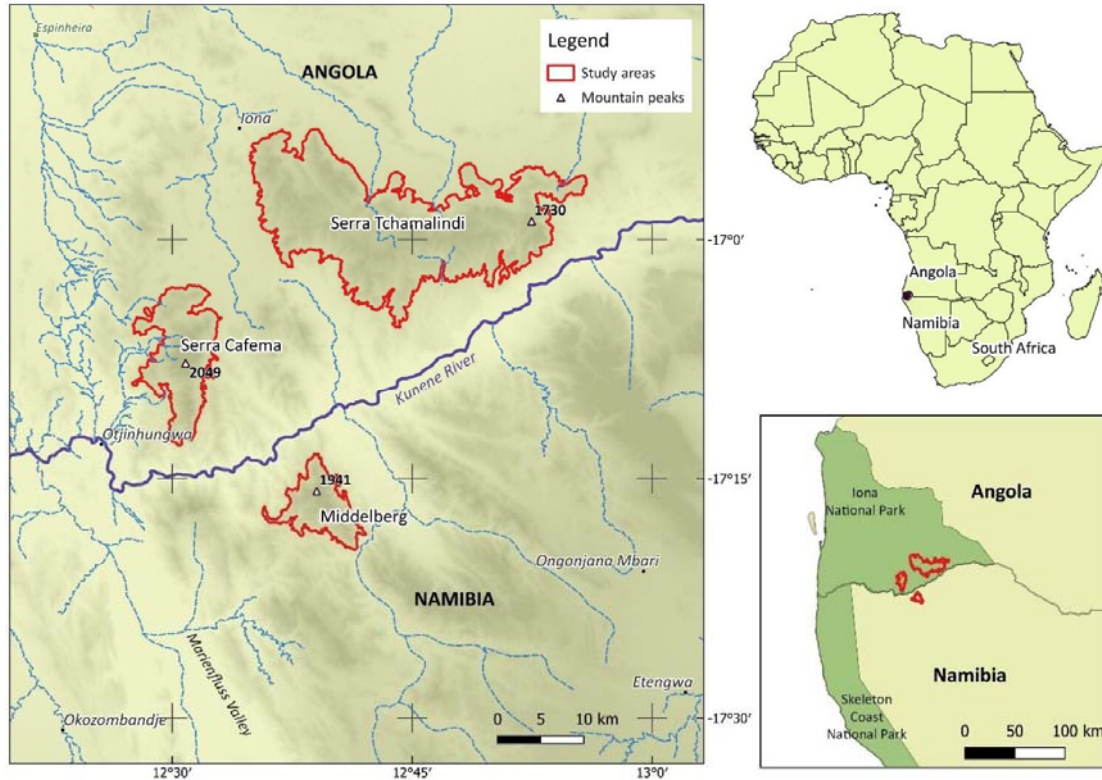 Espinheira
ANGOLA
Legend
Study areas
Mountain peaks
Iona
Serra Tchamalindi
1730
-17°0'
Serra Cafema
2049
Kunene River
Otjinhungwa
1941
Middelberg
-17°15'
Ongonjana Mbari
NAMIBIA
Marienfluss Valley
Etengwa
Okozombandje
0 5 10 km
-17°30'
12°30'
12°45'
13°0'
Angola
Namibia
South Africa
Iona
National Park
Angola
Namibia
Skeleton
Coast
National Park
0 50 100 km